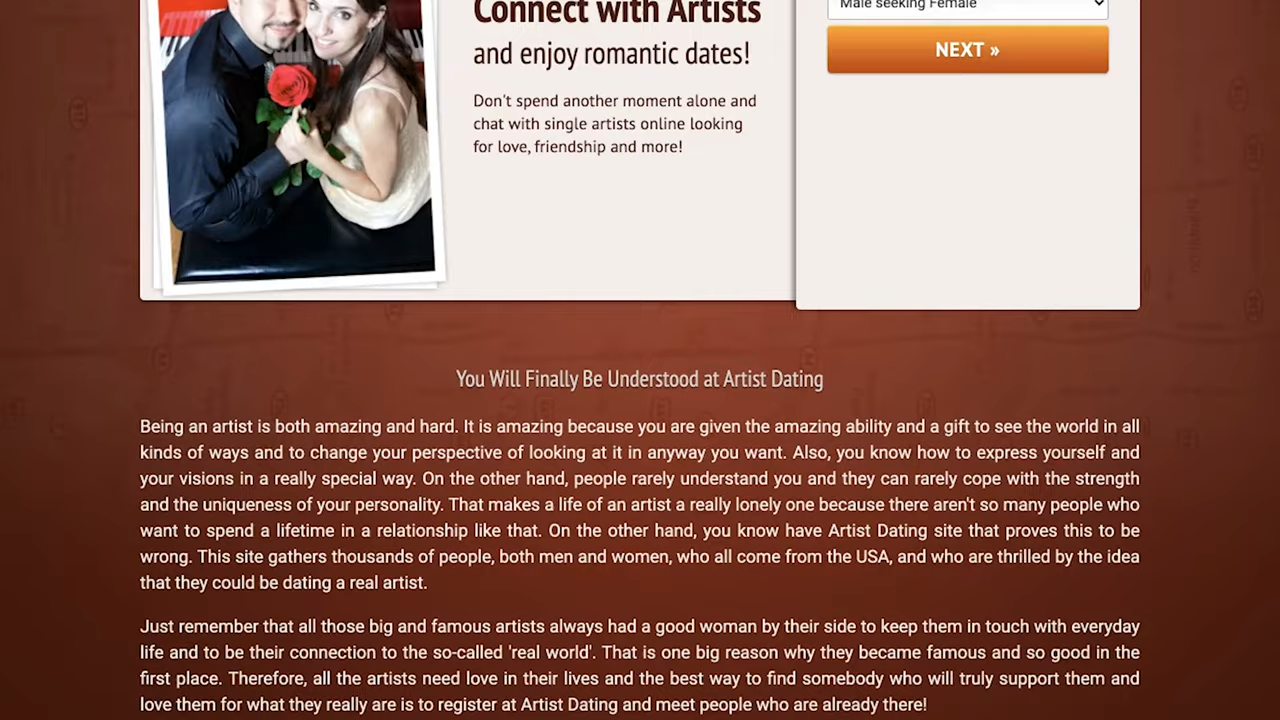 Connect with Artists
and enjoy romantic dates!
Don't spend another moment alone and
chat with single artists online looking
for love, friendship and more!
Male seeking Female
NEXT »
You Will Finally Be Understood at Artist Dating
Being an artist is both amazing and hard. It is amazing because you are given the amazing ability and a gift to see the world in all
kinds of ways and to change your perspective of looking at it in anyway you want. Also, you know how to express yourself and
your visions in a really special way. On the other hand, people rarely understand you and they can rarely cope with the strength
and the uniqueness of your personality. That makes a life of an artist a really lonely one because there aren't so many people who
want to spend a lifetime in a relationship like that. On the other hand, you know have Artist Dating site that proves this to be
wrong. This site gathers thousands of people, both men and women, who all come from the USA, and who are thrilled by the idea
that they could be dating a real artist.
Just remember that all those big and famous artists always had a good woman by their side to keep them in touch with everyday
life and to be their connection to the so-called 'real world'. That is one big reason why they became famous and so good in the
first place. Therefore, all the artists need love in their lives and the best way to find somebody who will truly support them and
love them for what they really are is to register at Artist Dating and meet people who are already there!